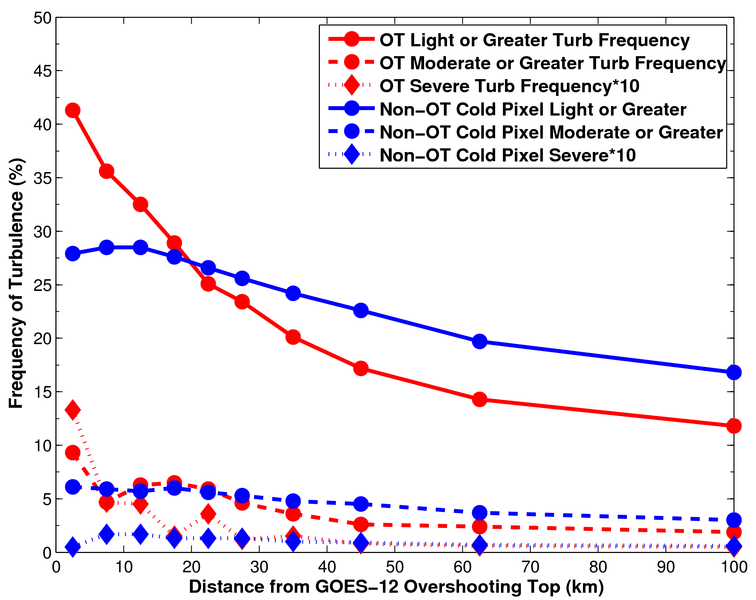 50
45
40
35
30
25
20
15
10
5
0
Frequency of Turbulence (%)
OT Light or Greater Turb Frequency
OT Moderate or Greater Turb Frequency
OT Severe Turb Frequency*10
Non−OT Cold Pixel Light or Greater
Non−OT Cold Pixel Moderate or Greater
Non−OT Cold Pixel Severe*10
0 10 20 30 40 50 60 70 80 90 100
Distance from GOES−12 Overshooting Top (km)